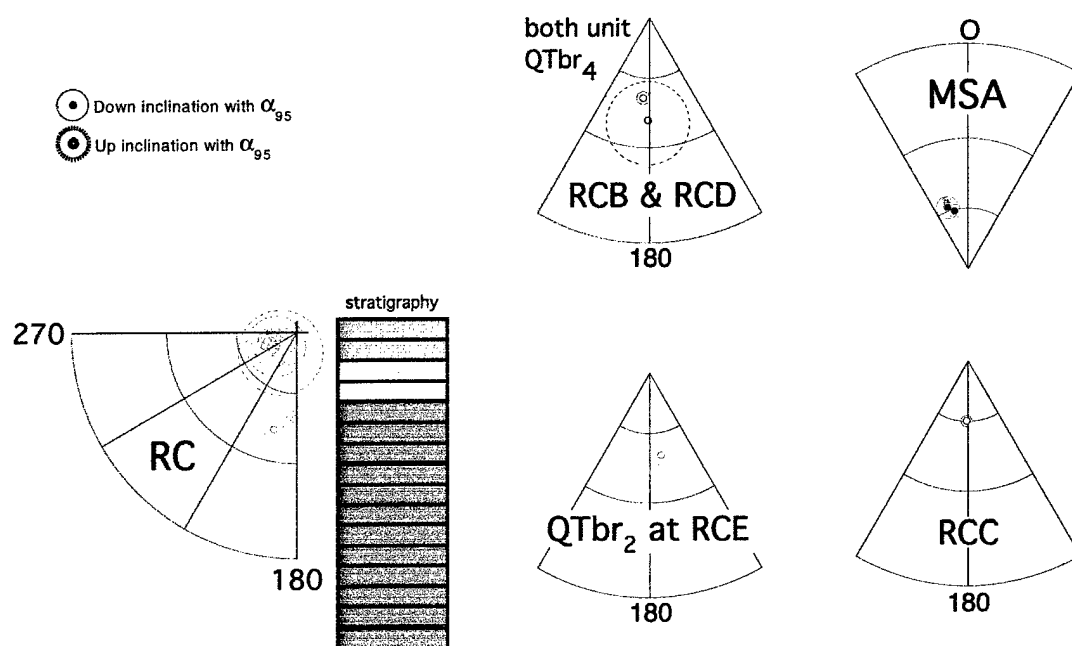 both unit
QTbr4
O
MSA
Down inclination with α95
Up inclination with α95
RCB & RCD
180
stratigraphy
270
RC
180
QTbr2 at RCE
180
RCC
180